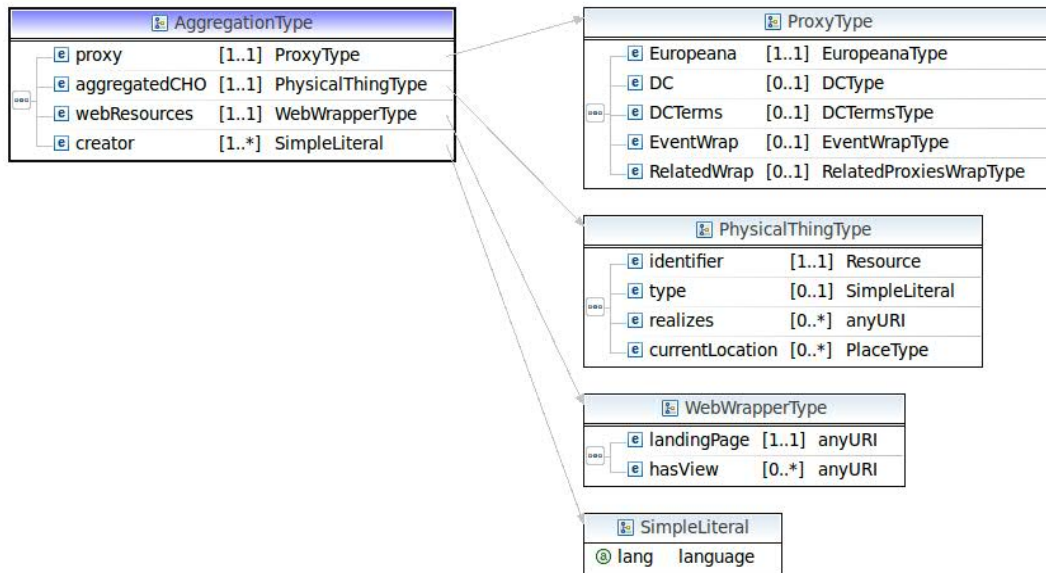 AggregationType
e proxy [1..1] ProxyType
e aggregatedCHO [1..1] PhysicalThingType
e webResources [1..1] WebWrapperType
e creator [1..*] SimpleLiteral
ProxyType
e Europeana [1..1] EuropeanaType
e DC [0..1] DCType
e DCTerms [0..1] DCTermsType
e EventWrap [0..1] EventWrapType
e RelatedWrap [0..1] RelatedProxiesWrapType
PhysicalThingType
e identifier [1..1] Resource
e type [0..1] SimpleLiteral
e realizes [0..*] anyURI
e currentLocation [0..*] PlaceType
WebWrapperType
e landingPage [1..1] anyURI
e hasView [0..*] anyURI
SimpleLiteral
a lang language